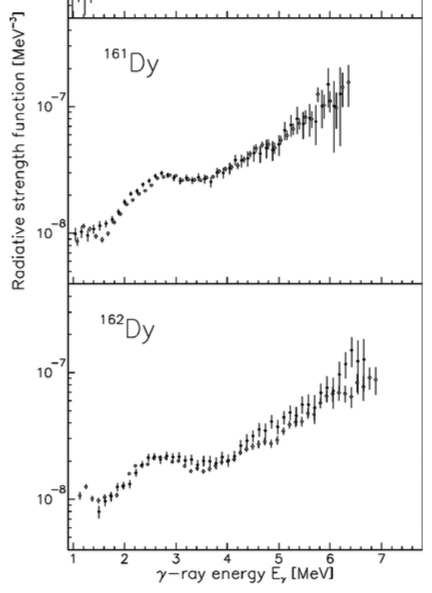 Radiative strength function [MeV⁻³]
¹⁶¹Dy
10⁻⁷
10⁻⁸
¹⁶²Dy
10⁻⁷
10⁻⁸
1 2 3 4 5 6 7
γ−ray energy Eᵧ [MeV]